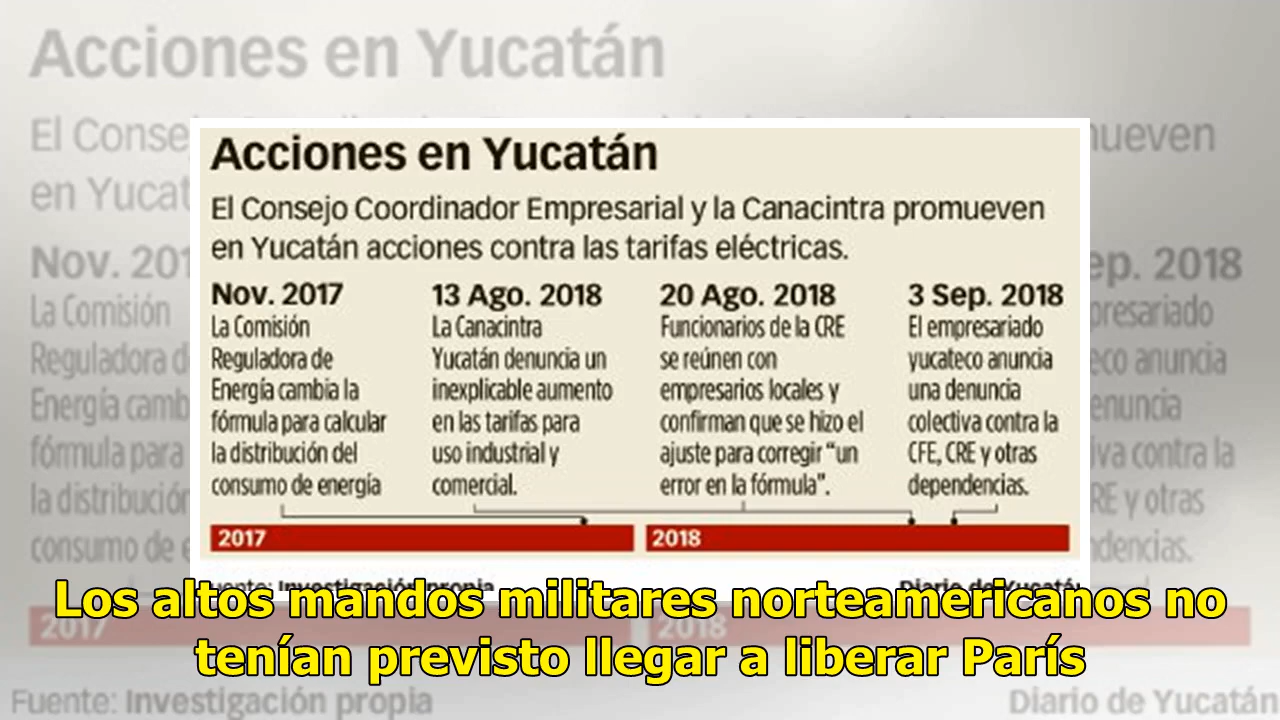 Acciones en Yucatán
El Consejo Coordinador Empresarial y la Canacintra promueven
en Yucatán acciones contra las tarifas eléctricas.
Nov. 2017
La Comisión
Reguladora de
Energía cambia la
fórmula para calcular
la distribución del
consumo de energía
13 Ago. 2018
La Canacintra
Yucatán denuncia un
inexplicable aumento
en las tarifas para
uso industrial y
comercial.
20 Ago. 2018
Funcionarios de la CRE
se reúnen con
empresarios locales y
confirman que se hizo el
ajuste para corregir “un
error en la fórmula”.
3 Sep. 2018
El empresariado
yucateco anuncia
una denuncia
colectiva contra la
CFE, CRE y otras
dependencias.
2017
2018
Fuente: Investigación propia
Diario de Yucatán
Los altos mandos militares norteamericanos no
tenían previsto llegar a liberar París